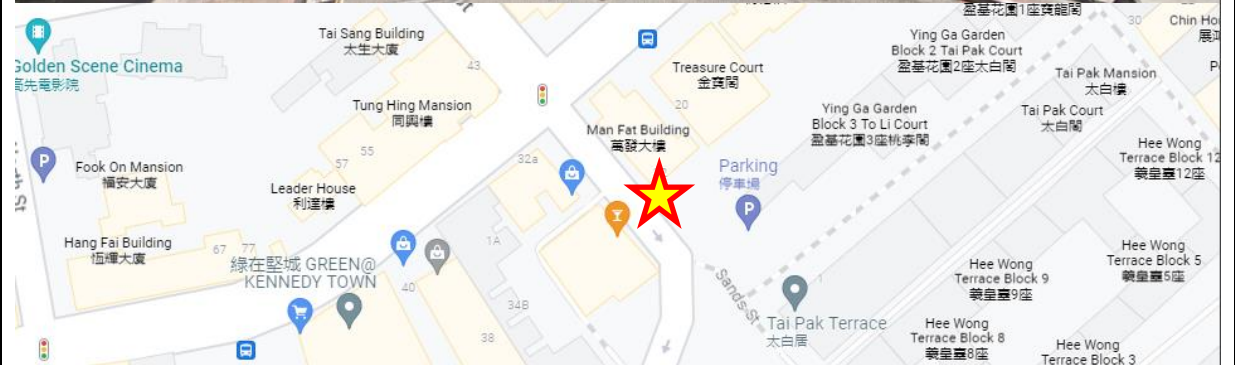 盈基花園1座寶龍閣
30
Chin Ho
Tai Sang Building
太生大廈
43
Golden Scene Cinema
高先電影院
Ying Ga Garden
Block 2 Tai Pak Court
盈基花園2座太白閣
Treasure Court
金寶閣
20
Tai Pak Mansion
太白樓
Tung Hing Mansion
同興樓
Man Fat Building
萬發大樓
Ying Ga Garden
Block 3 To Li Court
盈基花園3座桃李閣
Tai Pak Court
太白閣
Hee Wong
Terrace Block 12
羲皇臺12座
57
55
32a
P
Fook On Mansion
福安大廈
Leader House
利達樓
Parking
停車場
P
Hang Fai Building
恆輝大廈
67
77
1A
綠在堅城 GREEN@
KENNEDY TOWN
40
34B
38
Sands St
1
Tai Pak Terrace
太白居
Hee Wong
Terrace Block 9
羲皇臺9座
Hee Wong
Terrace Block 5
羲皇臺5座
Hee Wong
Terrace Block 8
羲皇臺8座
Hee Wong
Terrace Block 3